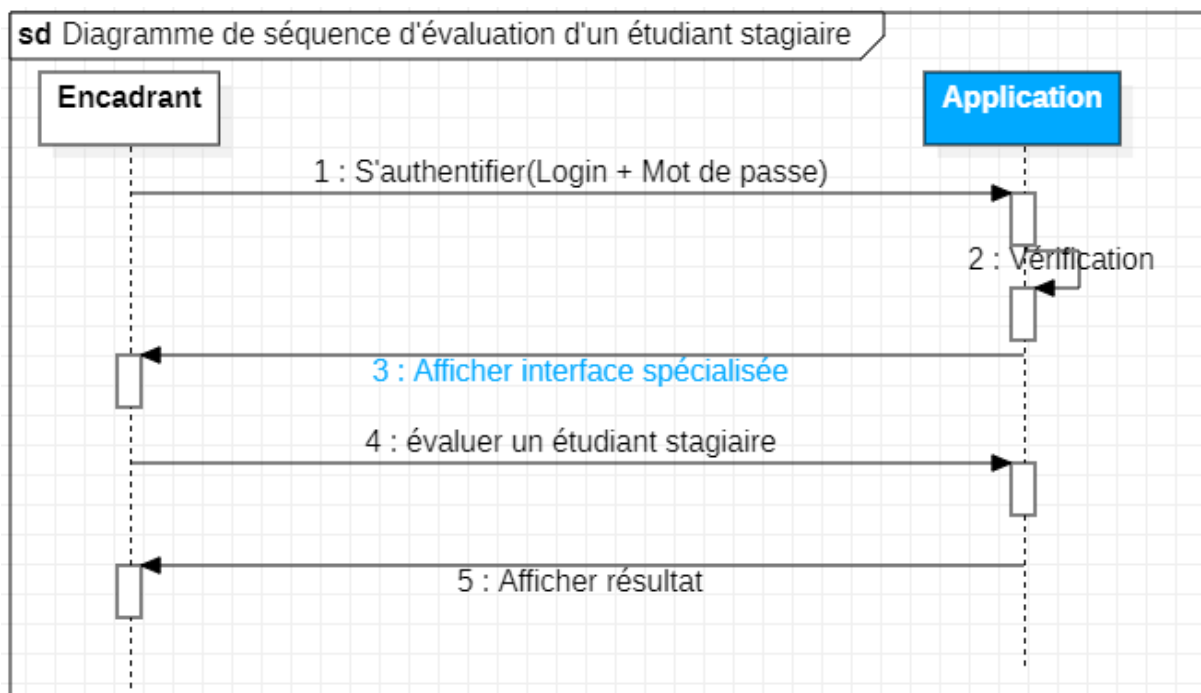 sd Diagramme de séquence d'évaluation d'un étudiant stagiaire
Encadrant
Application
1 : S'authentifier(Login + Mot de passe)
2 : Vérification
3 : Afficher interface spécialisée
4 : évaluer un étudiant stagiaire
5 : Afficher résultat